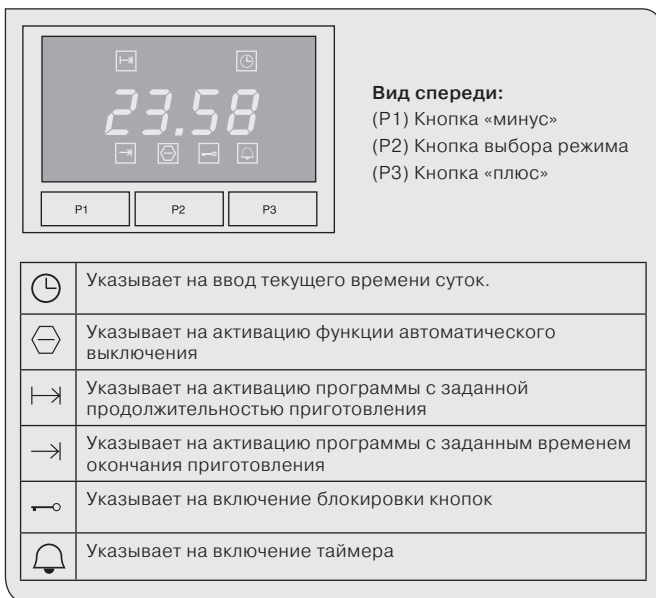 23.58
P1 P2 P3
Вид спереди:
(P1) Кнопка «минус»
(P2) Кнопка выбора режима
(P3) Кнопка «плюс»
Указывает на ввод текущего времени суток.
Указывает на активацию функции автоматического
выключения
Указывает на активацию программы с заданной
продолжительностью приготовления
Указывает на активацию программы с заданным временем
окончания приготовления
Указывает на включение блокировки кнопок
Указывает на включение таймера